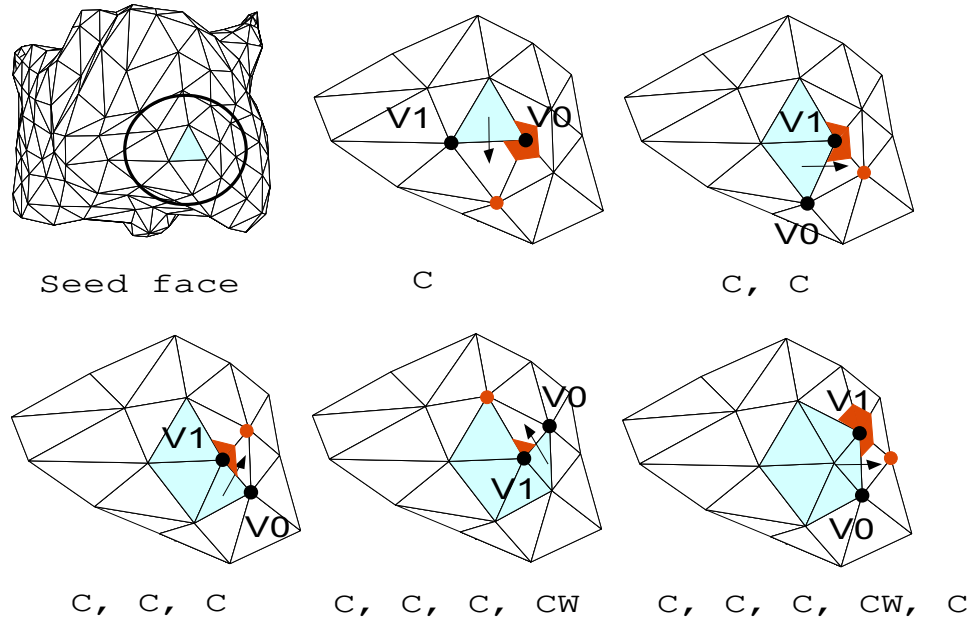 V1 V0
V1
V0
Seed face
C
C, C
V1
V0
V0
V1
V1
V0
C, C, C
C, C, C, CW
C, C, C, CW, C